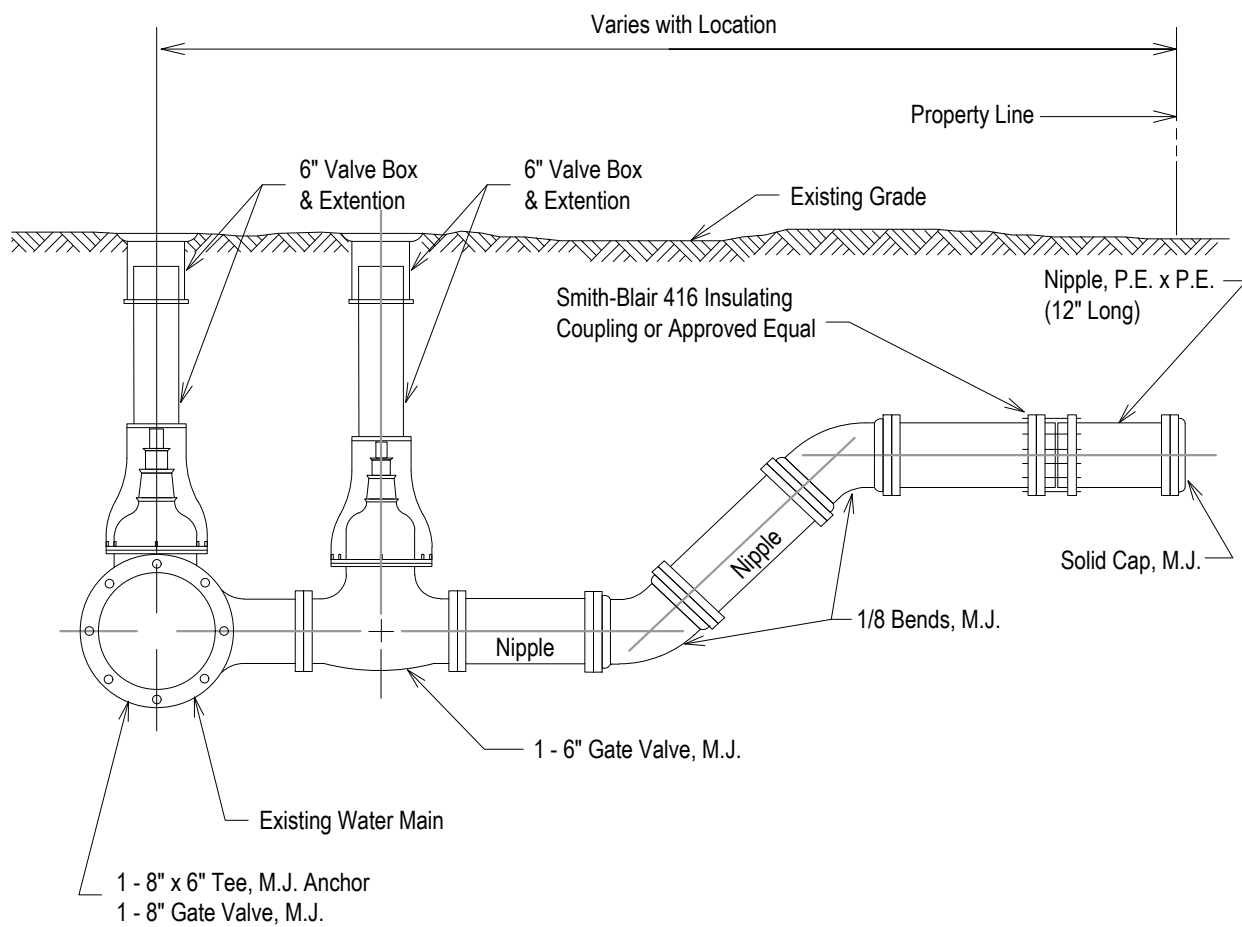 Varies with Location
Property Line
6" Valve Box
& Extention
6" Valve Box
& Extention
Existing Grade
Nipple, P.E. x P.E.
(12" Long)
Smith-Blair 416 Insulating
Coupling or Approved Equal
Nipple
Solid Cap, M.J.
1/8 Bends, M.J.
Nipple
1 - 6" Gate Valve, M.J.
Existing Water Main
1 - 8" x 6" Tee, M.J. Anchor
1 - 8" Gate Valve, M.J.